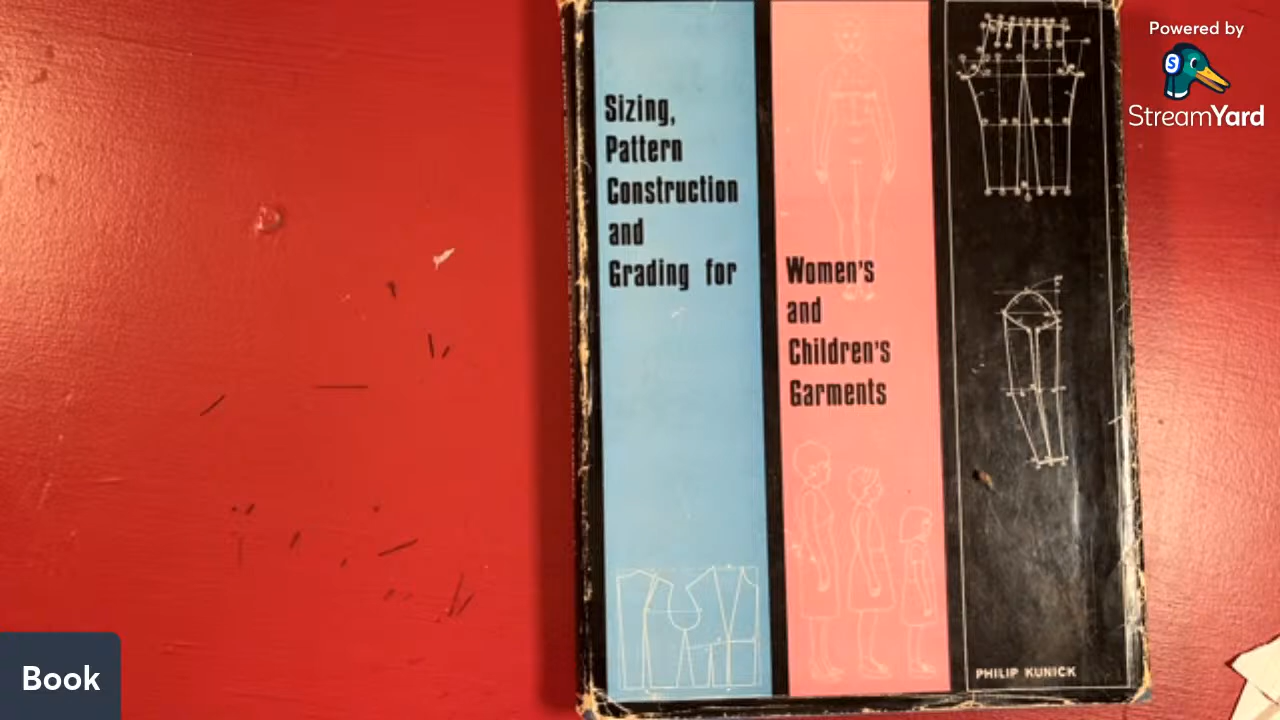 Sizing,
Pattern
Construction
and
Grading for
Women's
and
Children's
Garments
PHILIP KUNICK
Powered by
StreamYard
Book